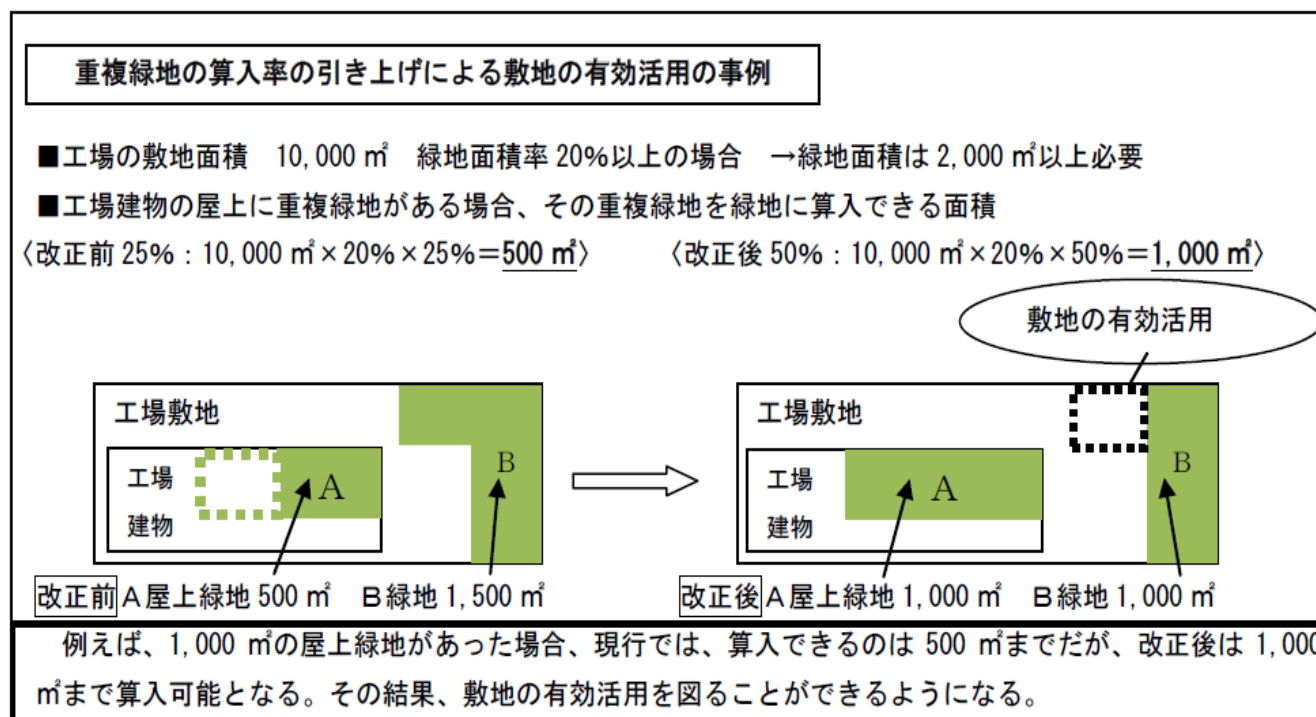 重複緑地の算入率の引き上げによる敷地の有効活用の事例
■工場の敷地面積　10,000 ㎡　緑地面積率 20%以上の場合　→緑地面積は 2,000 ㎡以上必要
■工場建物の屋上に重複緑地がある場合、その重複緑地を緑地に算入できる面積
〈改正前 25%：10,000 ㎡×20%×25%＝500 ㎡〉　〈改正後 50%：10,000 ㎡×20%×50%＝1,000 ㎡〉
敷地の有効活用
工場敷地
工場
建物
A
B
工場敷地
工場
建物
A
B
改正前 A屋上緑地 500 ㎡　B緑地 1,500 ㎡
改正後 A屋上緑地 1,000 ㎡　B緑地 1,000 ㎡
例えば、1,000 ㎡の屋上緑地があった場合、現行では、算入できるのは 500 ㎡までだが、改正後は 1,000
㎡まで算入可能となる。その結果、敷地の有効活用を図ることができるようになる。